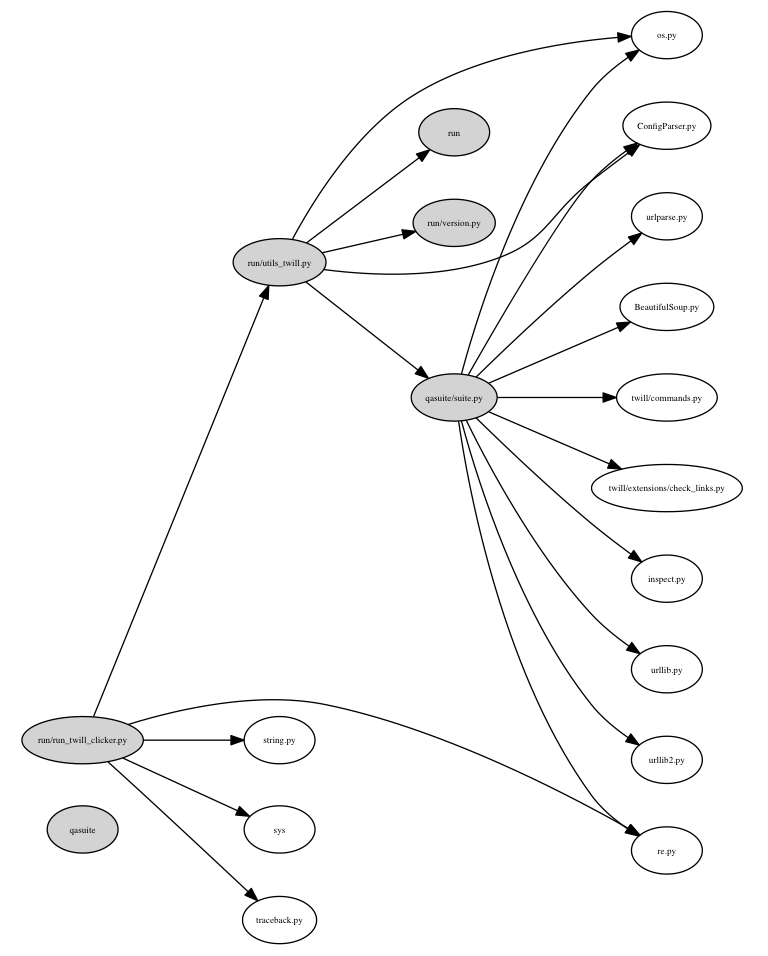 os.py
ConfigParser.py
run
urlparse.py
run/version.py
run/utils_twill.py
BeautifulSoup.py
qasuite/suite.py
twill/commands.py
twill/extensions/check_links.py
inspect.py
urllib.py
run/run_twill_clicker.py
string.py
urllib2.py
qasuite
sys
re.py
traceback.py